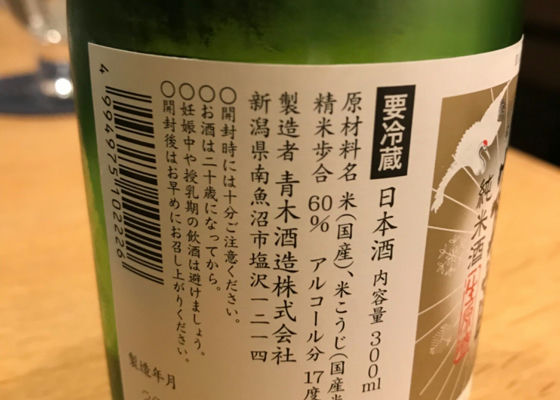 純米酒
要冷蔵
日本酒 内容量 300ml
原材料名 米(国産)、米こうじ(国産米
精米歩合 60% アルコール分 17度
製造者 青木酒造株式会社
新潟県南魚沼市塩沢一二一四
〇開封時には十分ご注意ください。
〇お酒は二十歳になってから。
〇妊娠中や授乳期の飲酒は避けましょう。
〇開封後はお早めにお召し上がりください。
製造年月
4994975102226